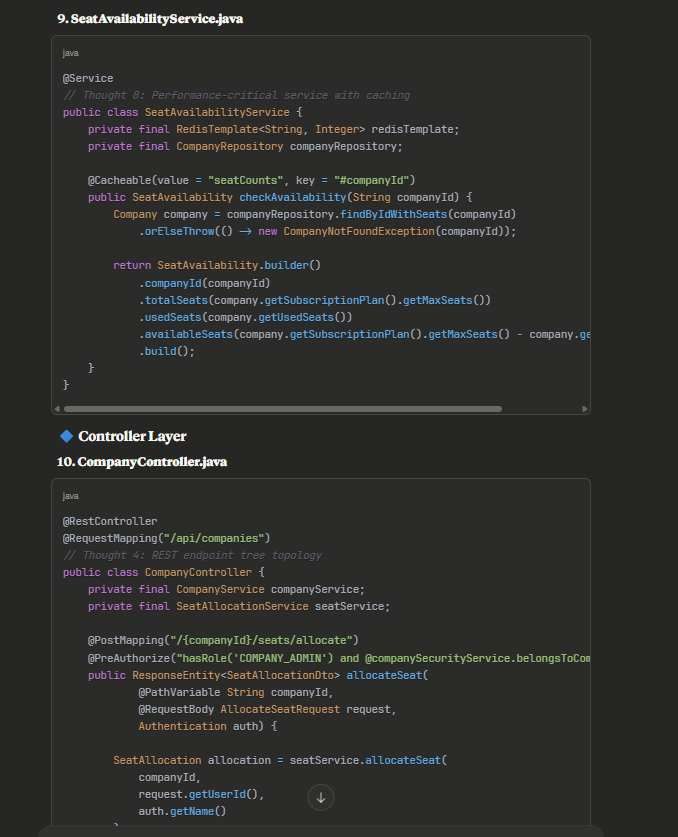 9. SeatAvailabilityService.java
java
@Service
// Thought 8: Performance-critical service with caching
public class SeatAvailabilityService {
private final RedisTemplate<String, Integer> redisTemplate;
private final CompanyRepository companyRepository;
@Cacheable(value = "seatCounts", key = "#companyId")
public SeatAvailability checkAvailability(String companyId) {
Company company = companyRepository.findByIdWithSeats(companyId)
.orElseThrow(() -> new CompanyNotFoundException(companyId));
return SeatAvailability.builder()
.companyId(companyId)
.totalSeats(company.getSubscriptionPlan().getMaxSeats())
.usedSeats(company.getUsedSeats())
.availableSeats(company.getSubscriptionPlan().getMaxSeats() - company.ge
.build();
}
}
Controller Layer
10. CompanyController.java
java
@RestController
@RequestMapping("/api/companies")
// Thought 4: REST endpoint tree topology
public class CompanyController {
private final CompanyService companyService;
private final SeatAllocationService seatService;
@PostMapping("/{companyId}/seats/allocate")
@PreAuthorize("hasRole('COMPANY_ADMIN') and @companySecurityService.belongsToCom
public ResponseEntity<SeatAllocationDto> allocateSeat(
@PathVariable String companyId,
@RequestBody AllocateSeatRequest request,
Authentication auth) {
SeatAllocation allocation = seatService.allocateSeat(
companyId,
request.getUserId(),
auth.getName()